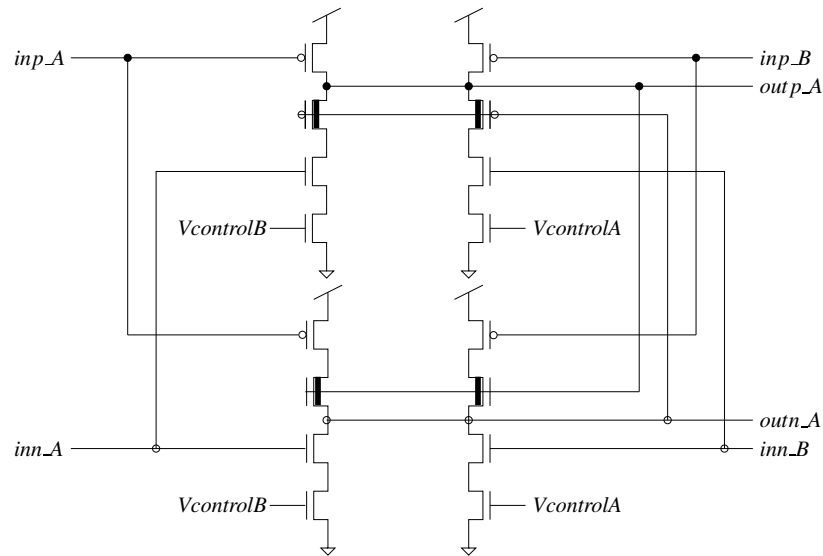 inp_A
inp_B
outp_A
VcontrolB
VcontrolA
outn_A
inn_A
inn_B
VcontrolB
VcontrolA